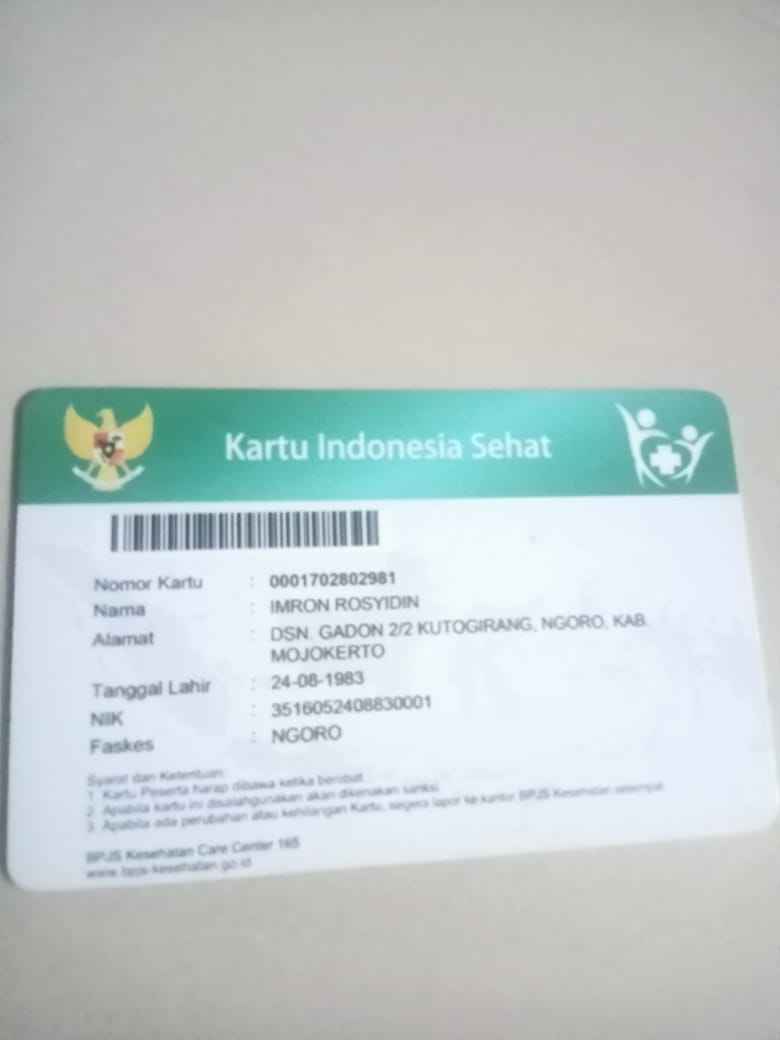 Kartu Indonesia Sehat
Nomor Kartu : 0001702802981
Nama : IMRON ROSYIDIN
Alamat : DSN. GADON 2/2 KUTOGIRANG, NGORO, KAB.
MOJOKERTO
Tanggal Lahir : 24-08-1983
NIK : 3516052408830001
Faskes : NGORO
Syarat dan Ketentuan:
1. Kartu Peserta harap dibawa ketika berobat
2. Apabila kartu ini disalahgunakan akan dikenakan sanksi
3. Apabila ada perubahan atau kehilangan Kartu, segera lapor ke kantor BPJS Kesehatan setempat
BPJS Kesehatan Care Center 165
www.bpjs-kesehatan.go.id